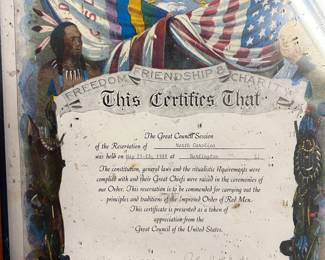 FREEDOM FRIENDSHIP & CHARITY
This Certifies That
The Great Council Session
of the Reservation of North Carolina
was held on May 21-22, 1988 at Burlington
The constitution, general laws and the ritualistic requirements were
complied with and their Great Chiefs were raised in the ceremonies of
our Order. This reservation is to be commended for carrying out the
principles and traditions of the Improved Order of Red Men.
This certificate is presented as a token of
appreciation from the
Great Council of the United States.